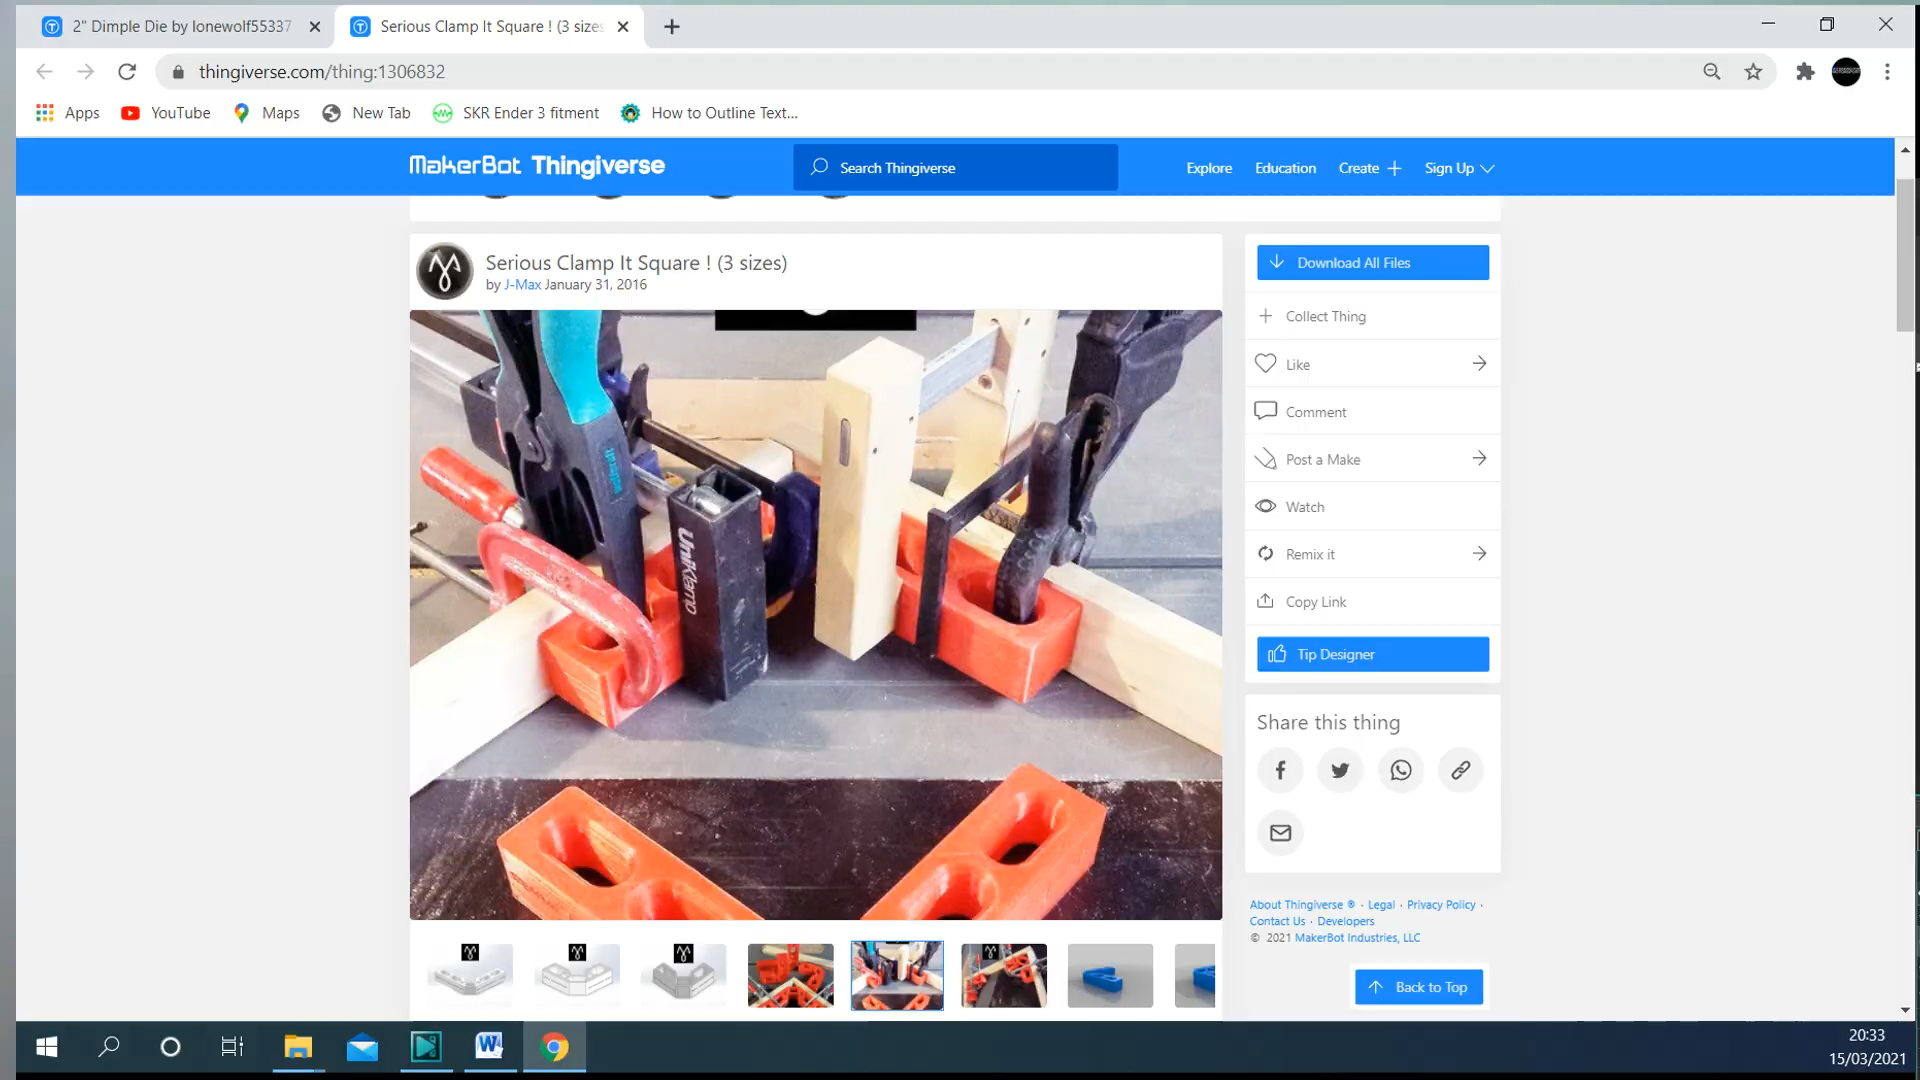 2" Dimple Die by lonewolf55337
Serious Clamp It Square ! (3 sizes
thingiverse.com/thing:1306832
Apps
YouTube
Maps
New Tab
SKR Ender 3 fitment
How to Outline Text...
MakerBot Thingiverse
Search Thingiverse
Explore
Education
Create
Sign Up
Serious Clamp It Square ! (3 sizes)
by J-Max January 31, 2016
Download All Files
Collect Thing
Like
Comment
Post a Make
Watch
Remix it
Copy Link
Tip Designer
wolfcraft
UniKlamp
Share this thing
About Thingiverse ® · Legal · Privacy Policy ·
Contact Us · Developers
© 2021 MakerBot Industries, LLC
Back to Top
20:33
15/03/2021